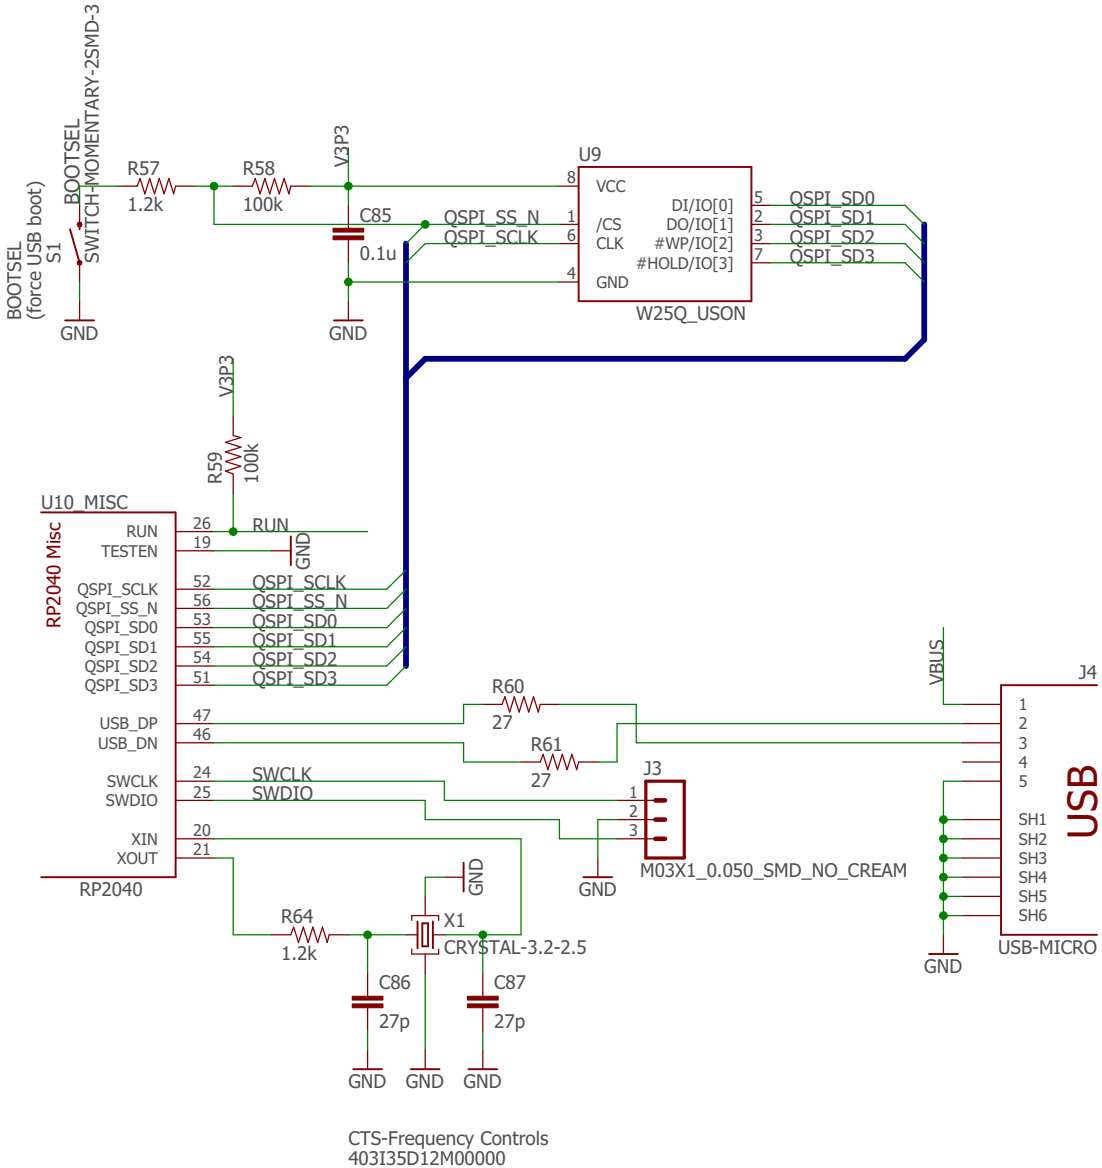 BOOTSEL
(force USB boot)
S1
BOOTSEL
SWITCH-MOMENTARY-2SMD-3
GND
R57
1.2k
R58
100k
V3P3
C85
0.1u
GND
QSPI_SS_N
QSPI_SCLK
U9
8 VCC
1 /CS
6 CLK
4 GND
DI/IO[0] 5 QSPI_SD0
DO/IO[1] 2 QSPI_SD1
#WP/IO[2] 3 QSPI_SD2
#HOLD/IO[3] 7 QSPI_SD3
W25Q_USON
V3P3
R59
100k
U10_MISC
RP2040 Misc
RUN 26 RUN
TESTEN 19 GND
QSPI_SCLK 52 QSPI_SCLK
QSPI_SS_N 56 QSPI_SS_N
QSPI_SD0 53 QSPI_SD0
QSPI_SD1 55 QSPI_SD1
QSPI_SD2 54 QSPI_SD2
QSPI_SD3 51 QSPI_SD3
USB_DP 47
USB_DN 46
SWCLK 24 SWCLK
SWDIO 25 SWDIO
XIN 20
XOUT 21
RP2040
R60
27
R61
27
J3
1
2
3
M03X1_0.050_SMD_NO_CREAM
GND
VBUS
J4
1
2
3
4
5
SH1
SH2
SH3
SH4
SH5
SH6
USB
USB-MICRO
GND
R64
1.2k
GND
X1
CRYSTAL-3.2-2.5
C86
27p
C87
27p
GND
GND
GND
CTS-Frequency Controls
403I35D12M00000